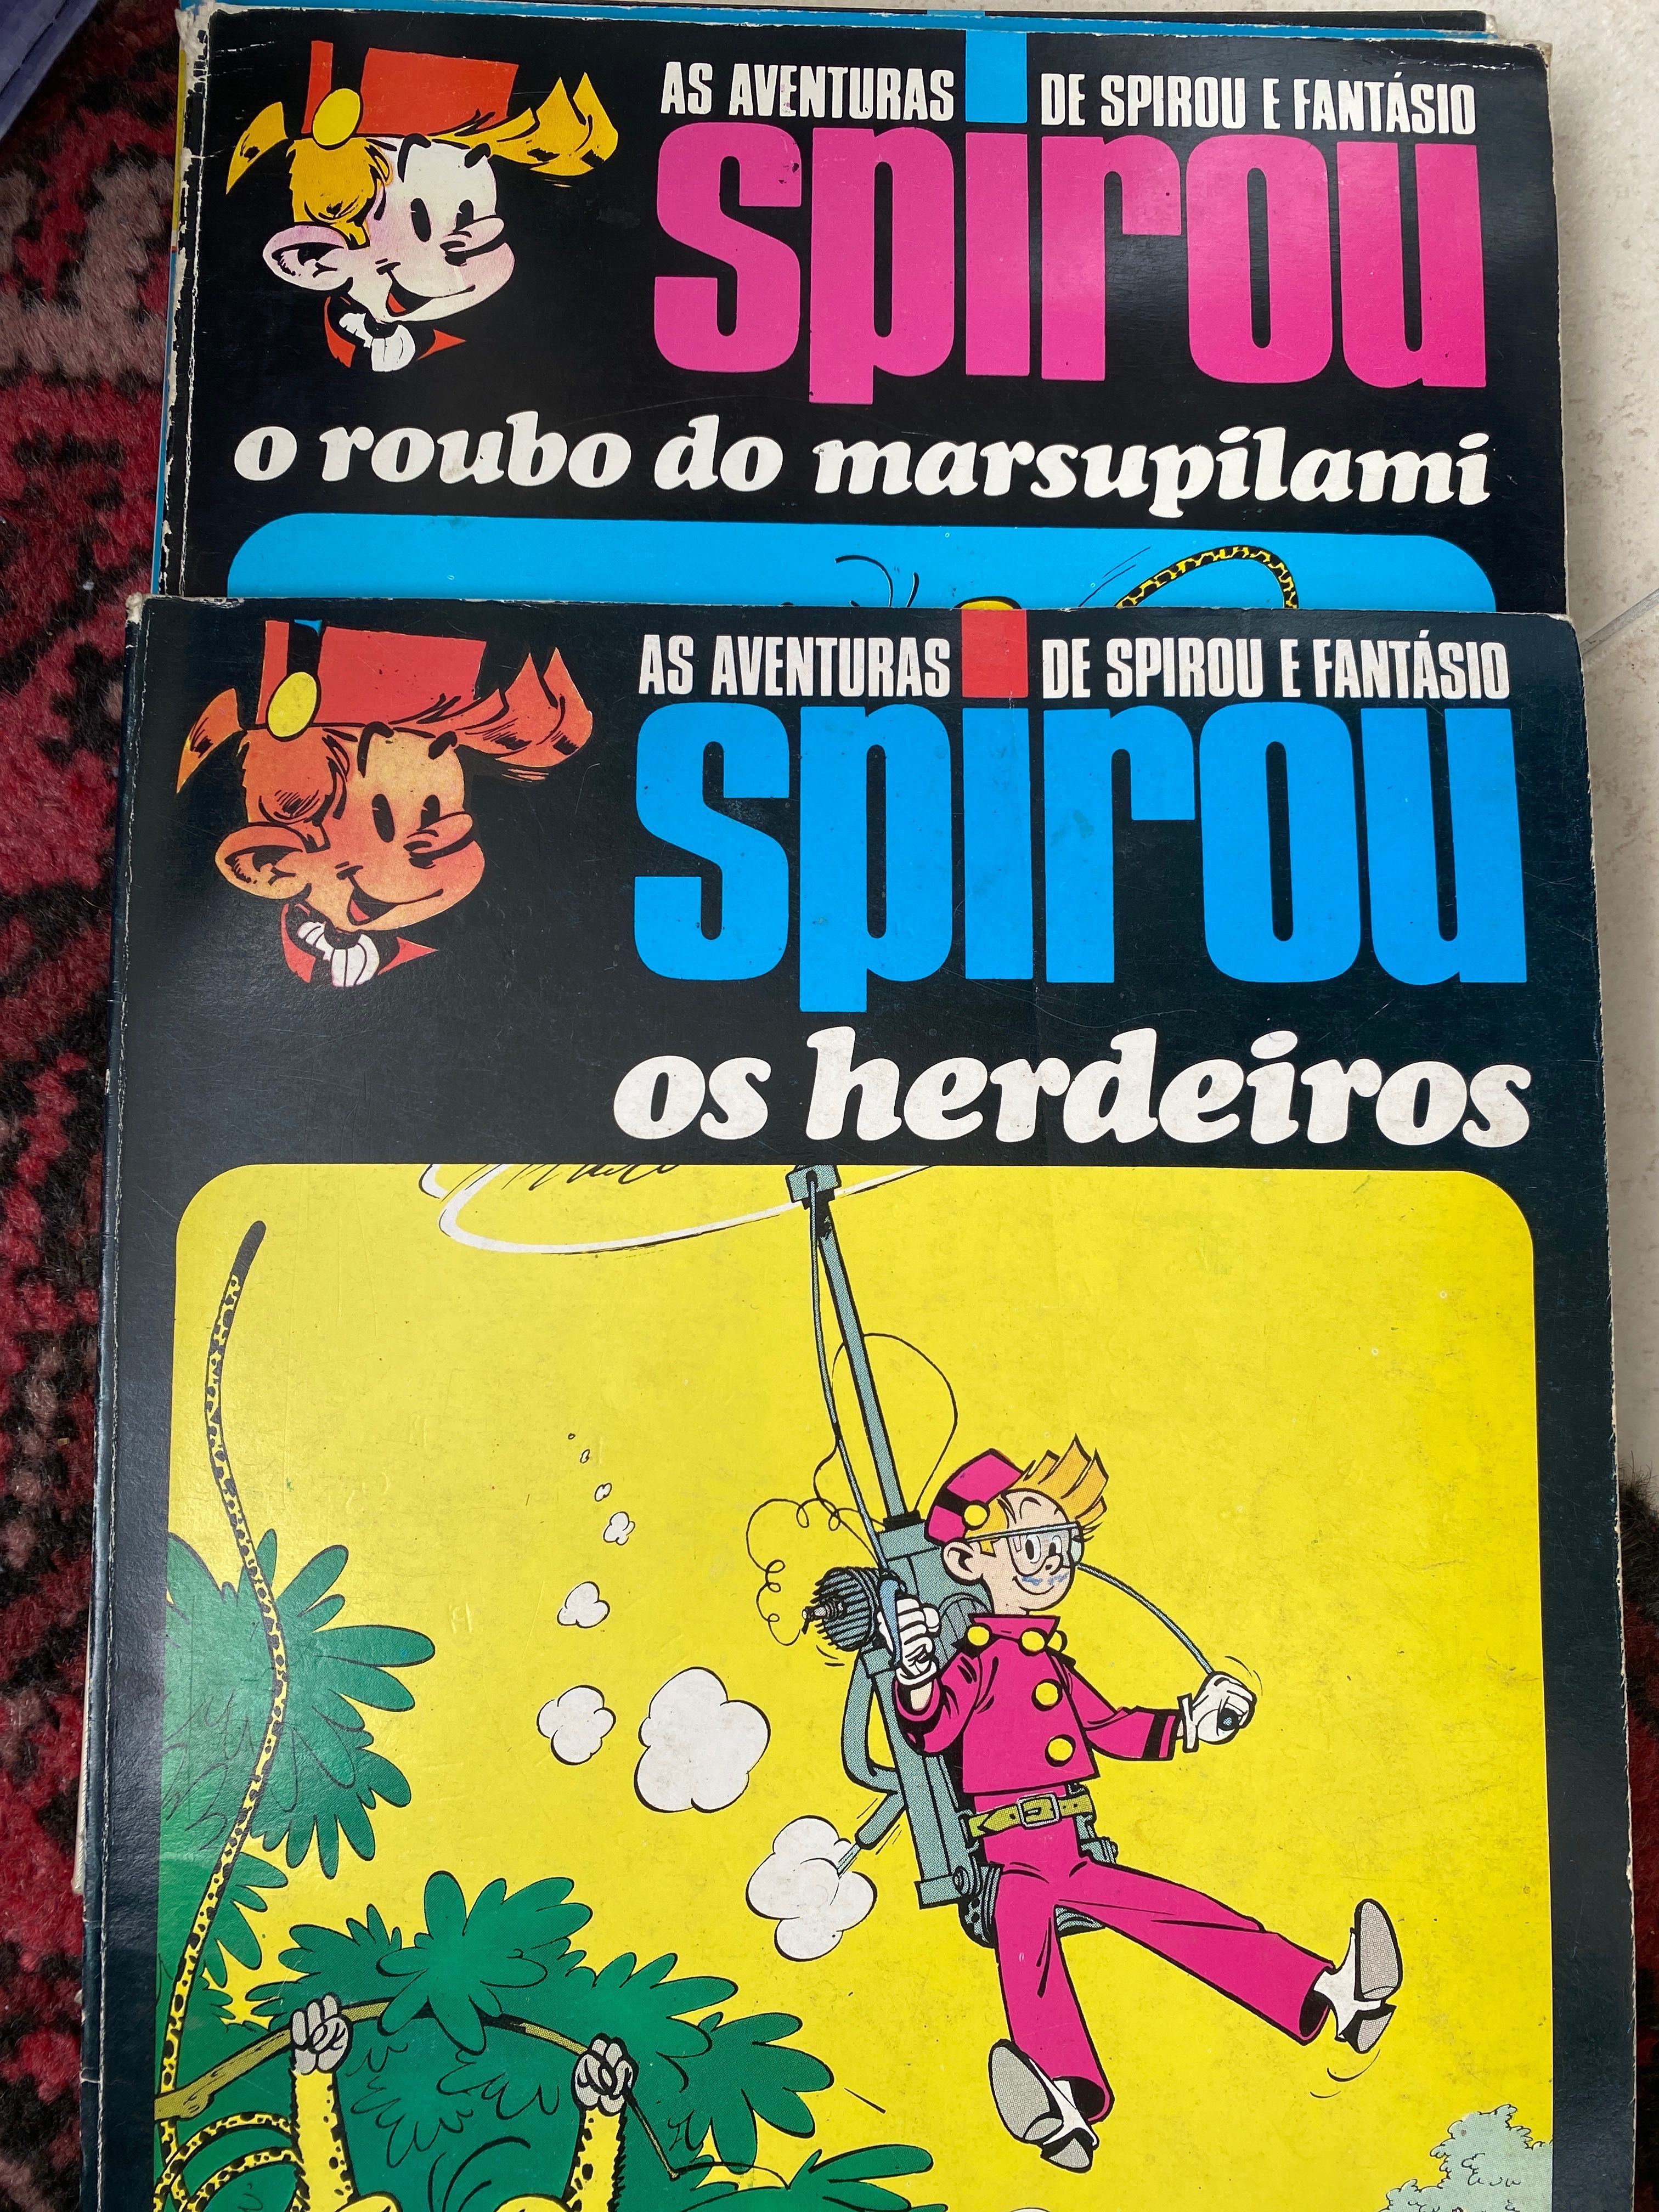 AS AVENTURAS DE SPIROU E FANTÁSIO
spirou
o roubo do marsupilami
AS AVENTURAS DE SPIROU E FANTÁSIO
spirou
os herdeiros